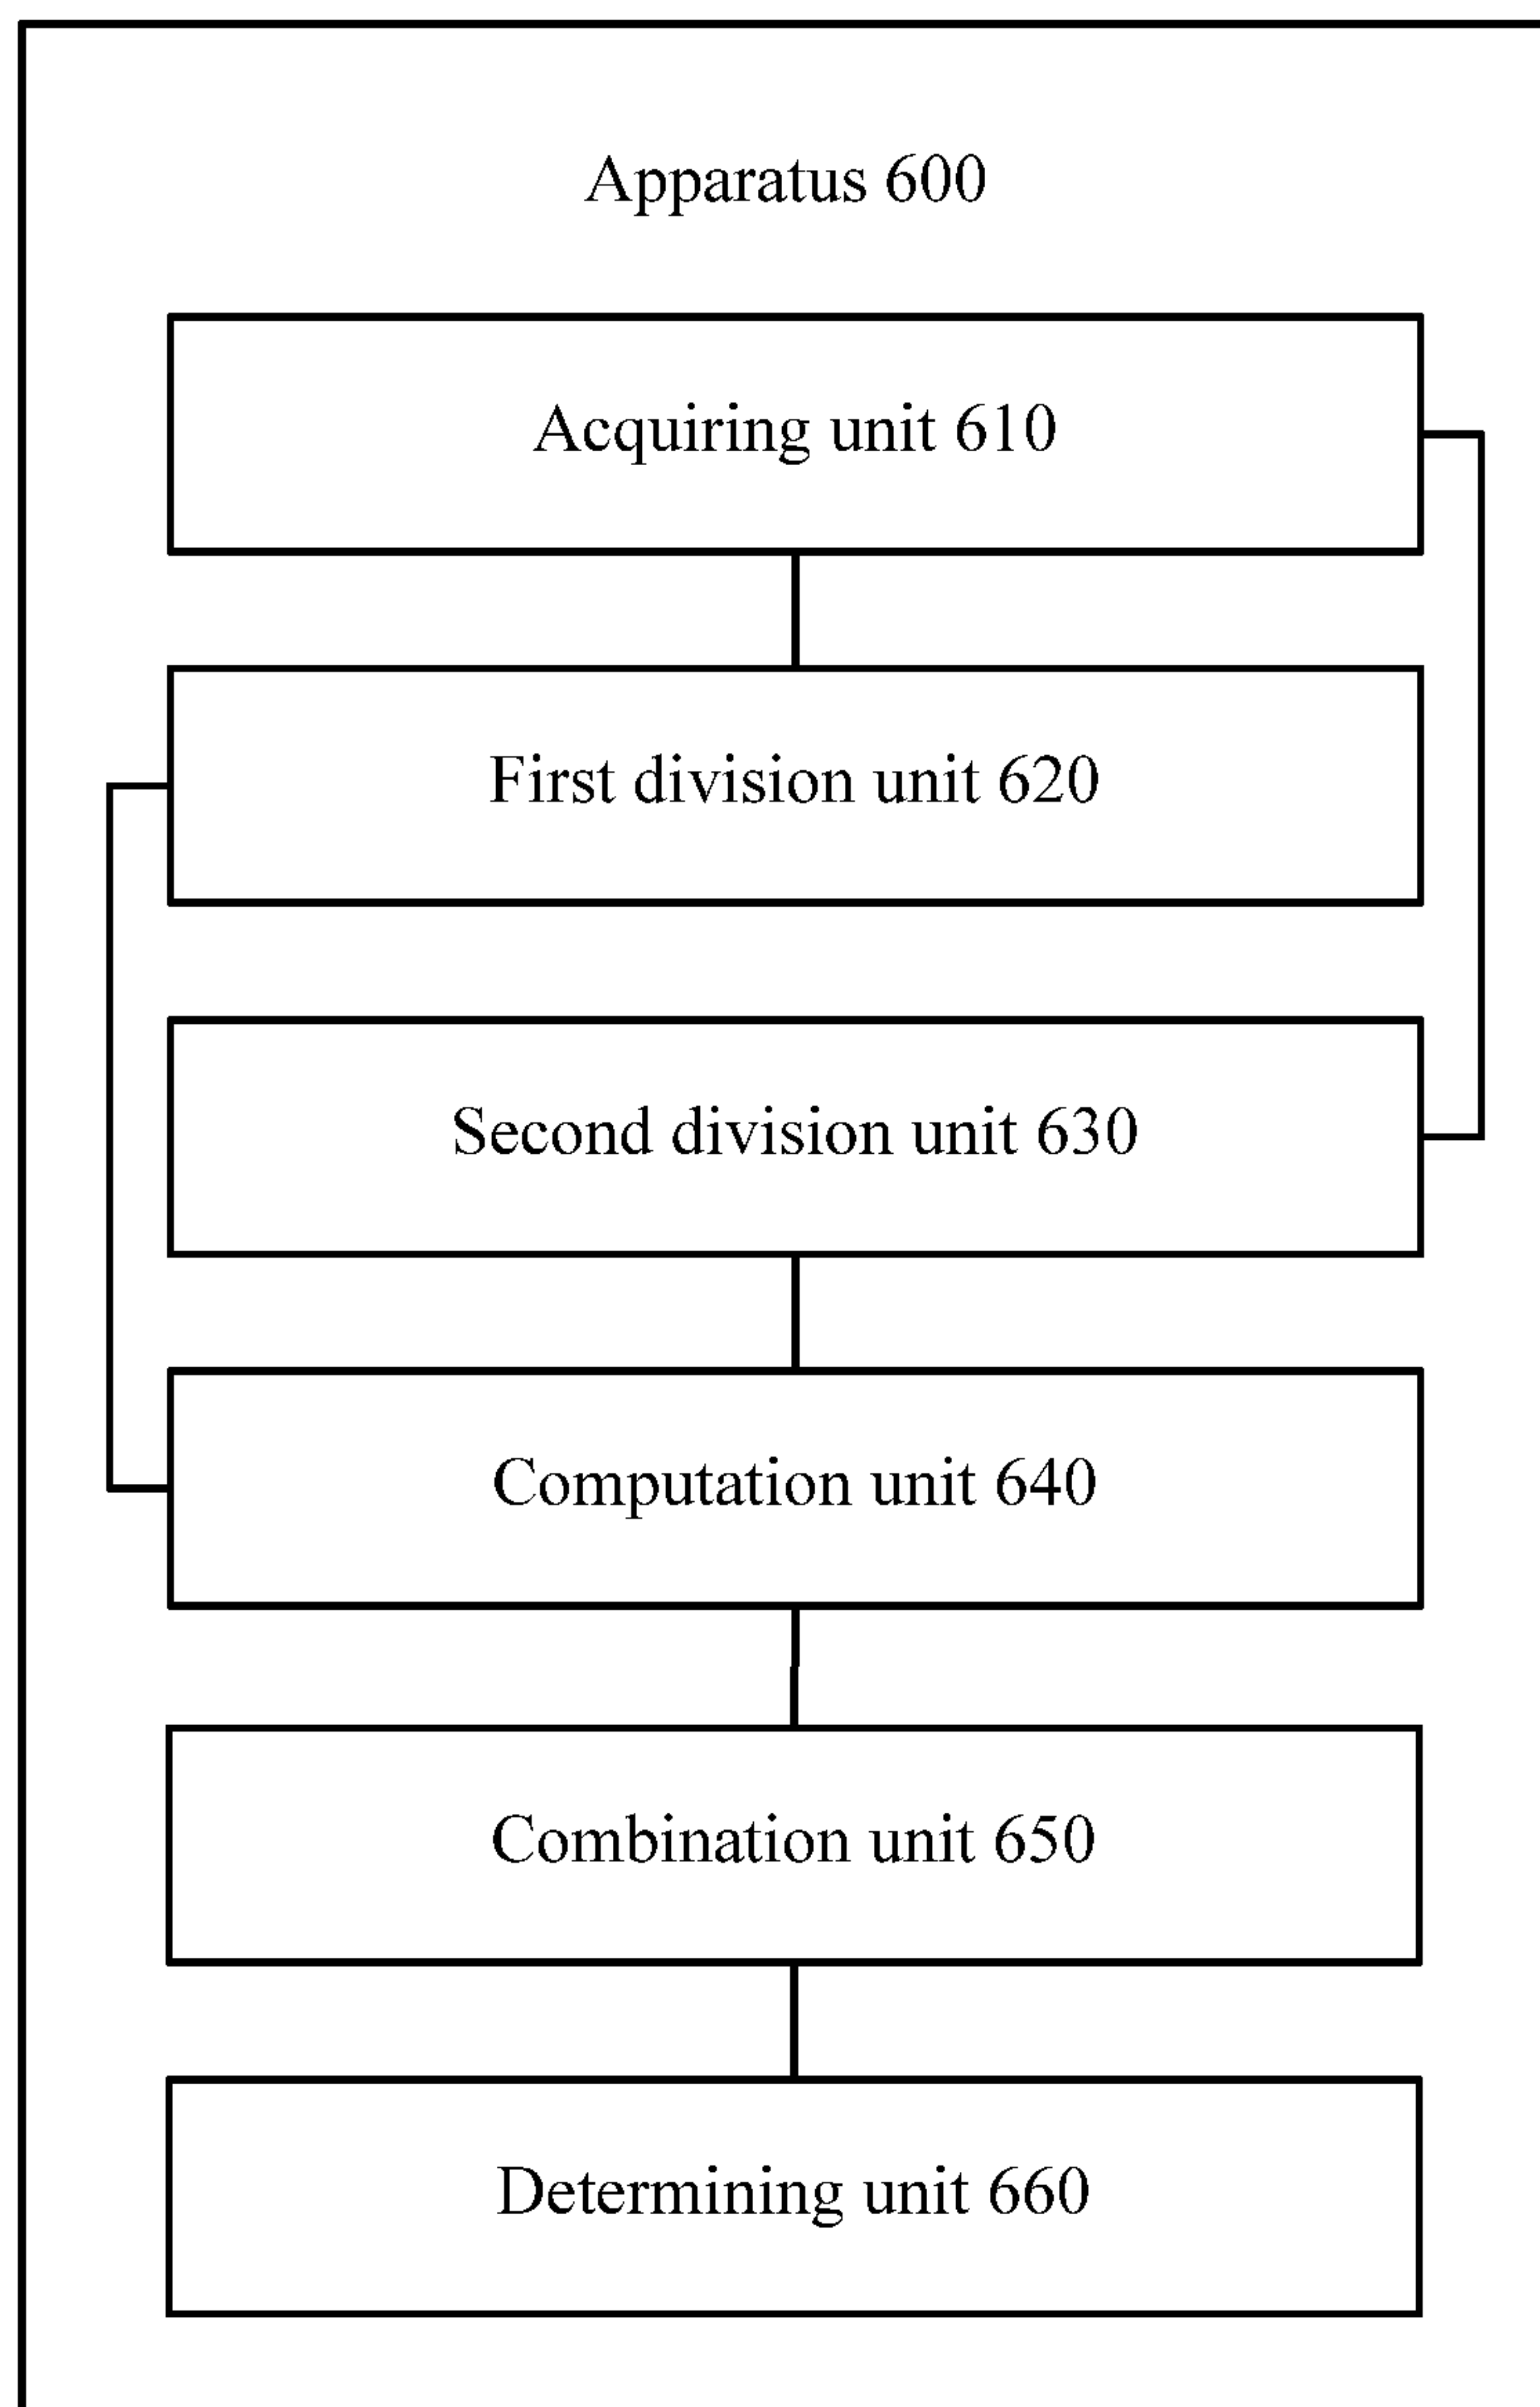 Apparatus 600
Acquiring unit 610
First division unit 620
Second division unit 630
Computation unit 640
Combination unit 650
Determining unit 660